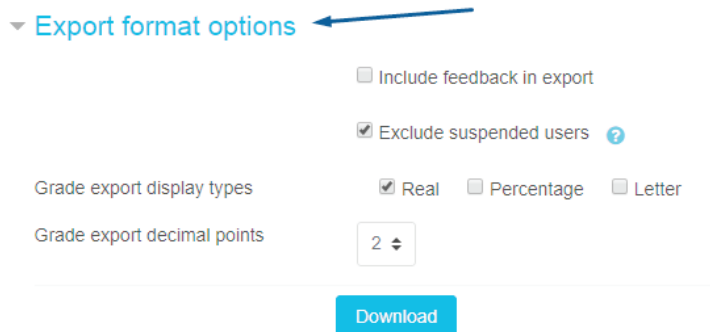 Export format options
Include feedback in export
Exclude suspended users ?
Grade export display types Real Percentage Letter
Grade export decimal points 2
Download